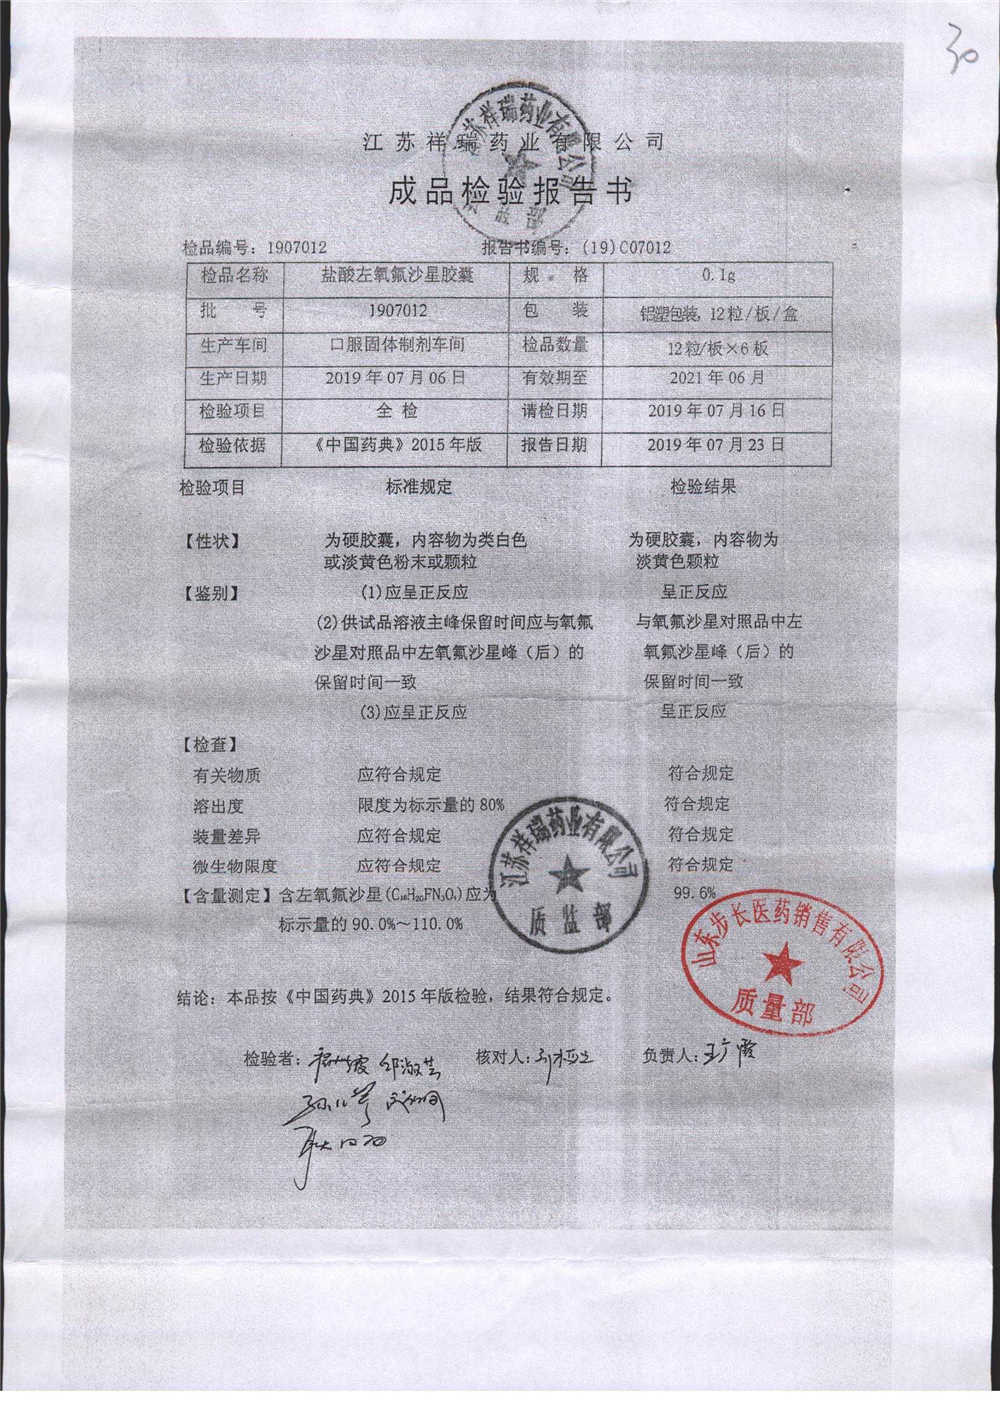 30
江苏祥瑞药业有限公司
成品检验报告书
检品编号：1907012 报告书编号：(19)C07012
检品名称 盐酸左氧氟沙星胶囊 规 格 0.1g
批 号 1907012 包 装 铝塑包装，12粒/板/盒
生产车间 口服固体制剂车间 检品数量 12粒/板×6板
生产日期 2019年07月06日 有效期至 2021年06月
检验项目 全检 请检日期 2019年07月16日
检验依据 《中国药典》2015年版 报告日期 2019年07月23日
检验项目 标准规定 检验结果
【性状】 为硬胶囊，内容物为类白色 为硬胶囊，内容物为
或淡黄色粉末或颗粒 淡黄色颗粒
【鉴别】 (1)应呈正反应 呈正反应
(2)供试品溶液主峰保留时间应与氧氟 与氧氟沙星对照品中左
沙星对照品中左氧氟沙星峰（后）的 氧氟沙星峰（后）的
保留时间一致 保留时间一致
(3)应呈正反应 呈正反应
【检查】
有关物质 应符合规定 符合规定
溶出度 限度为标示量的80% 符合规定
装量差异 应符合规定 符合规定
微生物限度 应符合规定 符合规定
【含量测定】含左氧氟沙星(C₁₈H₂₀FN₃O₄)应为 99.6%
标示量的90.0%～110.0%
结论：本品按《中国药典》2015年版检验，结果符合规定。
检验者： 邹淑芸 核对人： 负责人：王广霞
江苏祥瑞药业有限公司
江苏祥瑞药业有限公司
质监部
山东步长医药销售有限公司
质量部